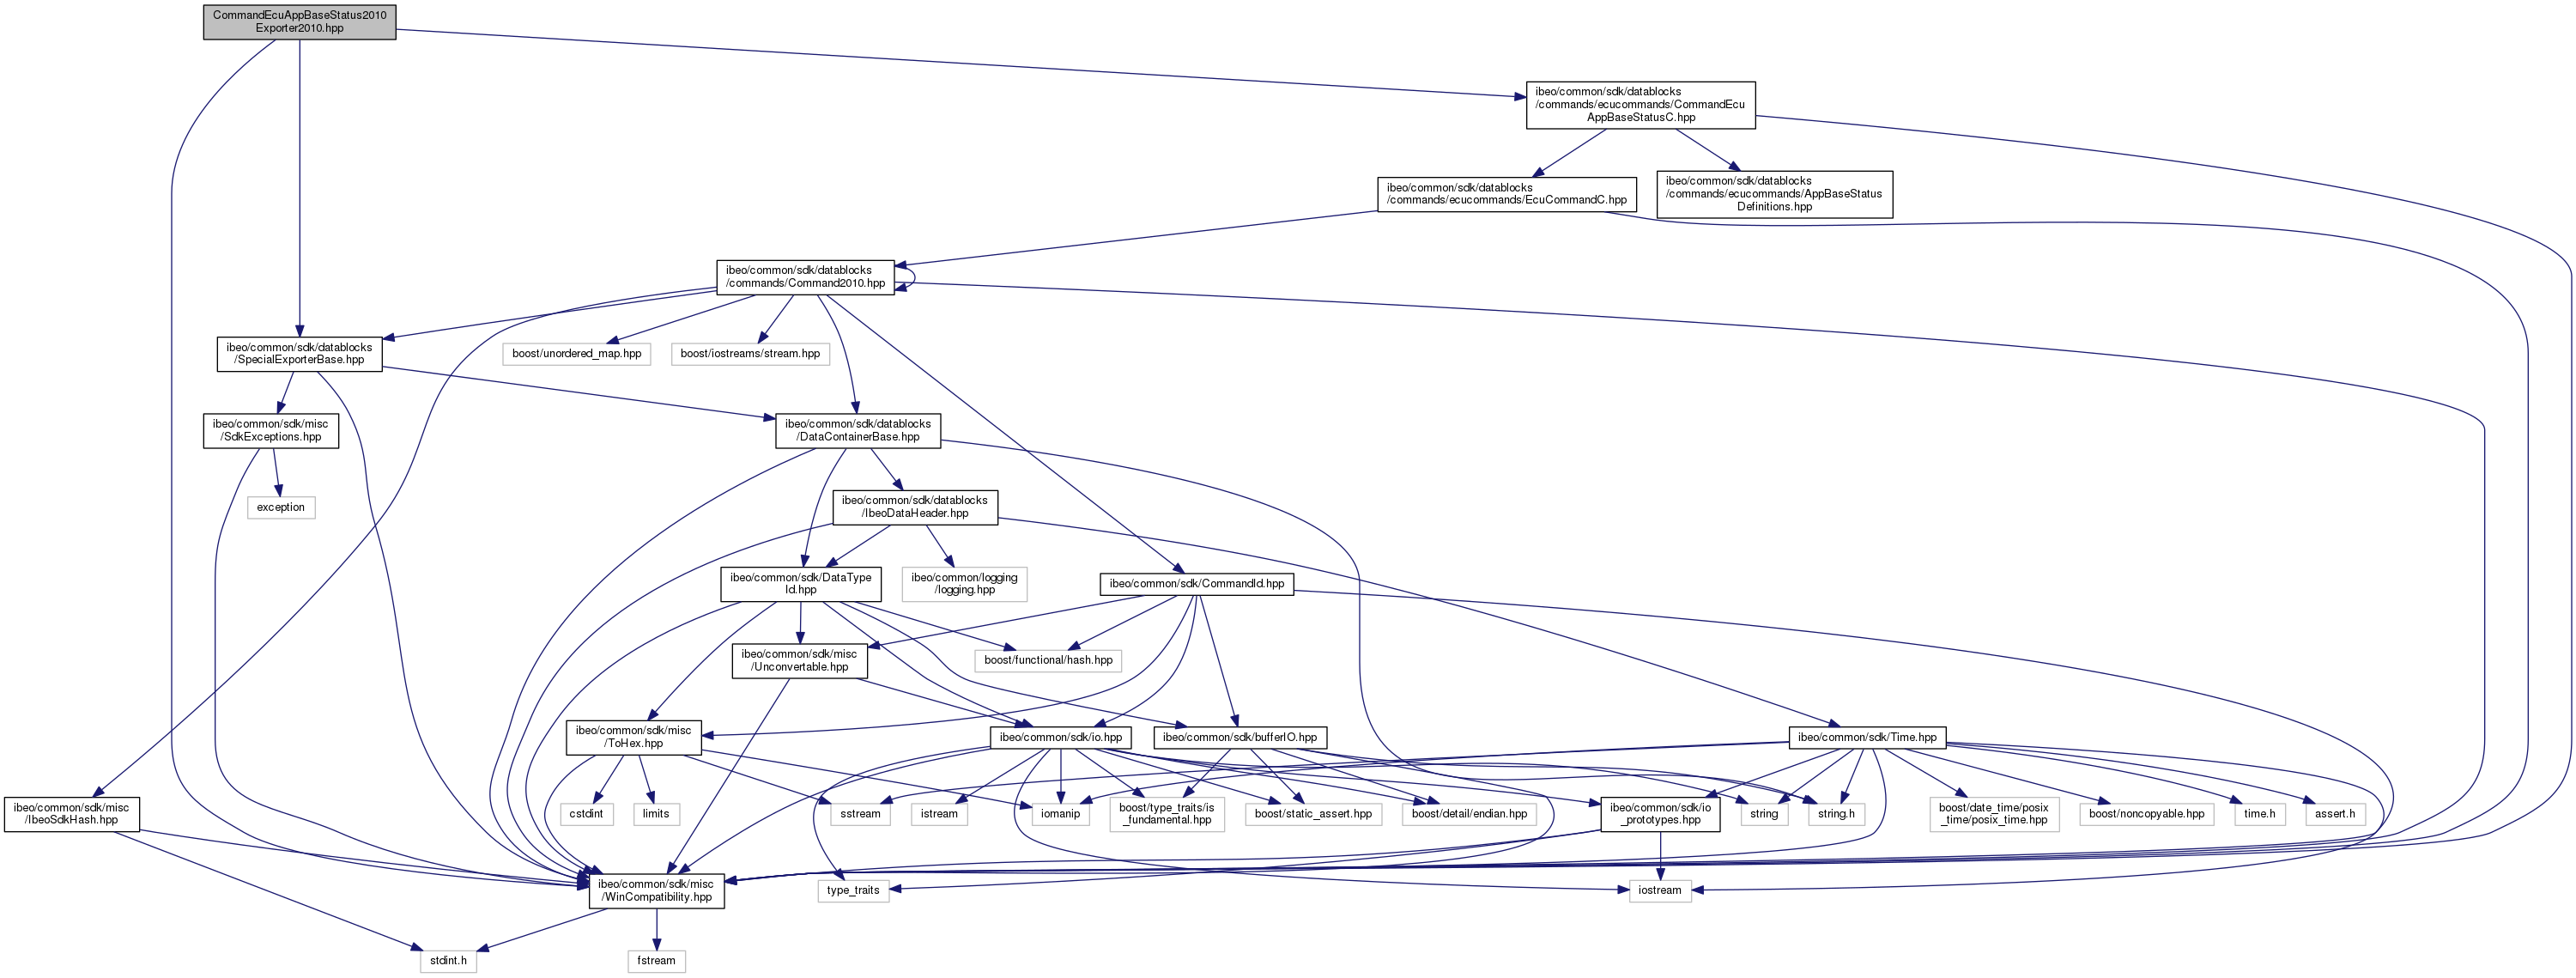 CommandEcuAppBaseStatus2010
Exporter2010.hpp
ibeo/common/sdk/datablocks
/commands/ecucommands/CommandEcu
AppBaseStatusC.hpp
ibeo/common/sdk/datablocks
/commands/ecucommands/EcuCommandC.hpp
ibeo/common/sdk/datablocks
/commands/ecucommands/AppBaseStatus
Definitions.hpp
ibeo/common/sdk/datablocks
/commands/Command2010.hpp
ibeo/common/sdk/datablocks
/SpecialExporterBase.hpp
boost/unordered_map.hpp
boost/iostreams/stream.hpp
ibeo/common/sdk/misc
/SdkExceptions.hpp
ibeo/common/sdk/datablocks
/DataContainerBase.hpp
exception
ibeo/common/sdk/datablocks
/IbeoDataHeader.hpp
ibeo/common/sdk/DataType
Id.hpp
ibeo/common/logging
/logging.hpp
ibeo/common/sdk/CommandId.hpp
ibeo/common/sdk/misc
/Unconvertable.hpp
boost/functional/hash.hpp
ibeo/common/sdk/misc
/ToHex.hpp
ibeo/common/sdk/io.hpp
ibeo/common/sdk/bufferIO.hpp
ibeo/common/sdk/Time.hpp
ibeo/common/sdk/misc
/IbeoSdkHash.hpp
cstdint
limits
sstream
istream
iomanip
boost/type_traits/is
_fundamental.hpp
boost/static_assert.hpp
boost/detail/endian.hpp
ibeo/common/sdk/io
_prototypes.hpp
string
string.h
boost/date_time/posix
_time/posix_time.hpp
boost/noncopyable.hpp
time.h
assert.h
ibeo/common/sdk/misc
/WinCompatibility.hpp
type_traits
iostream
stdint.h
fstream